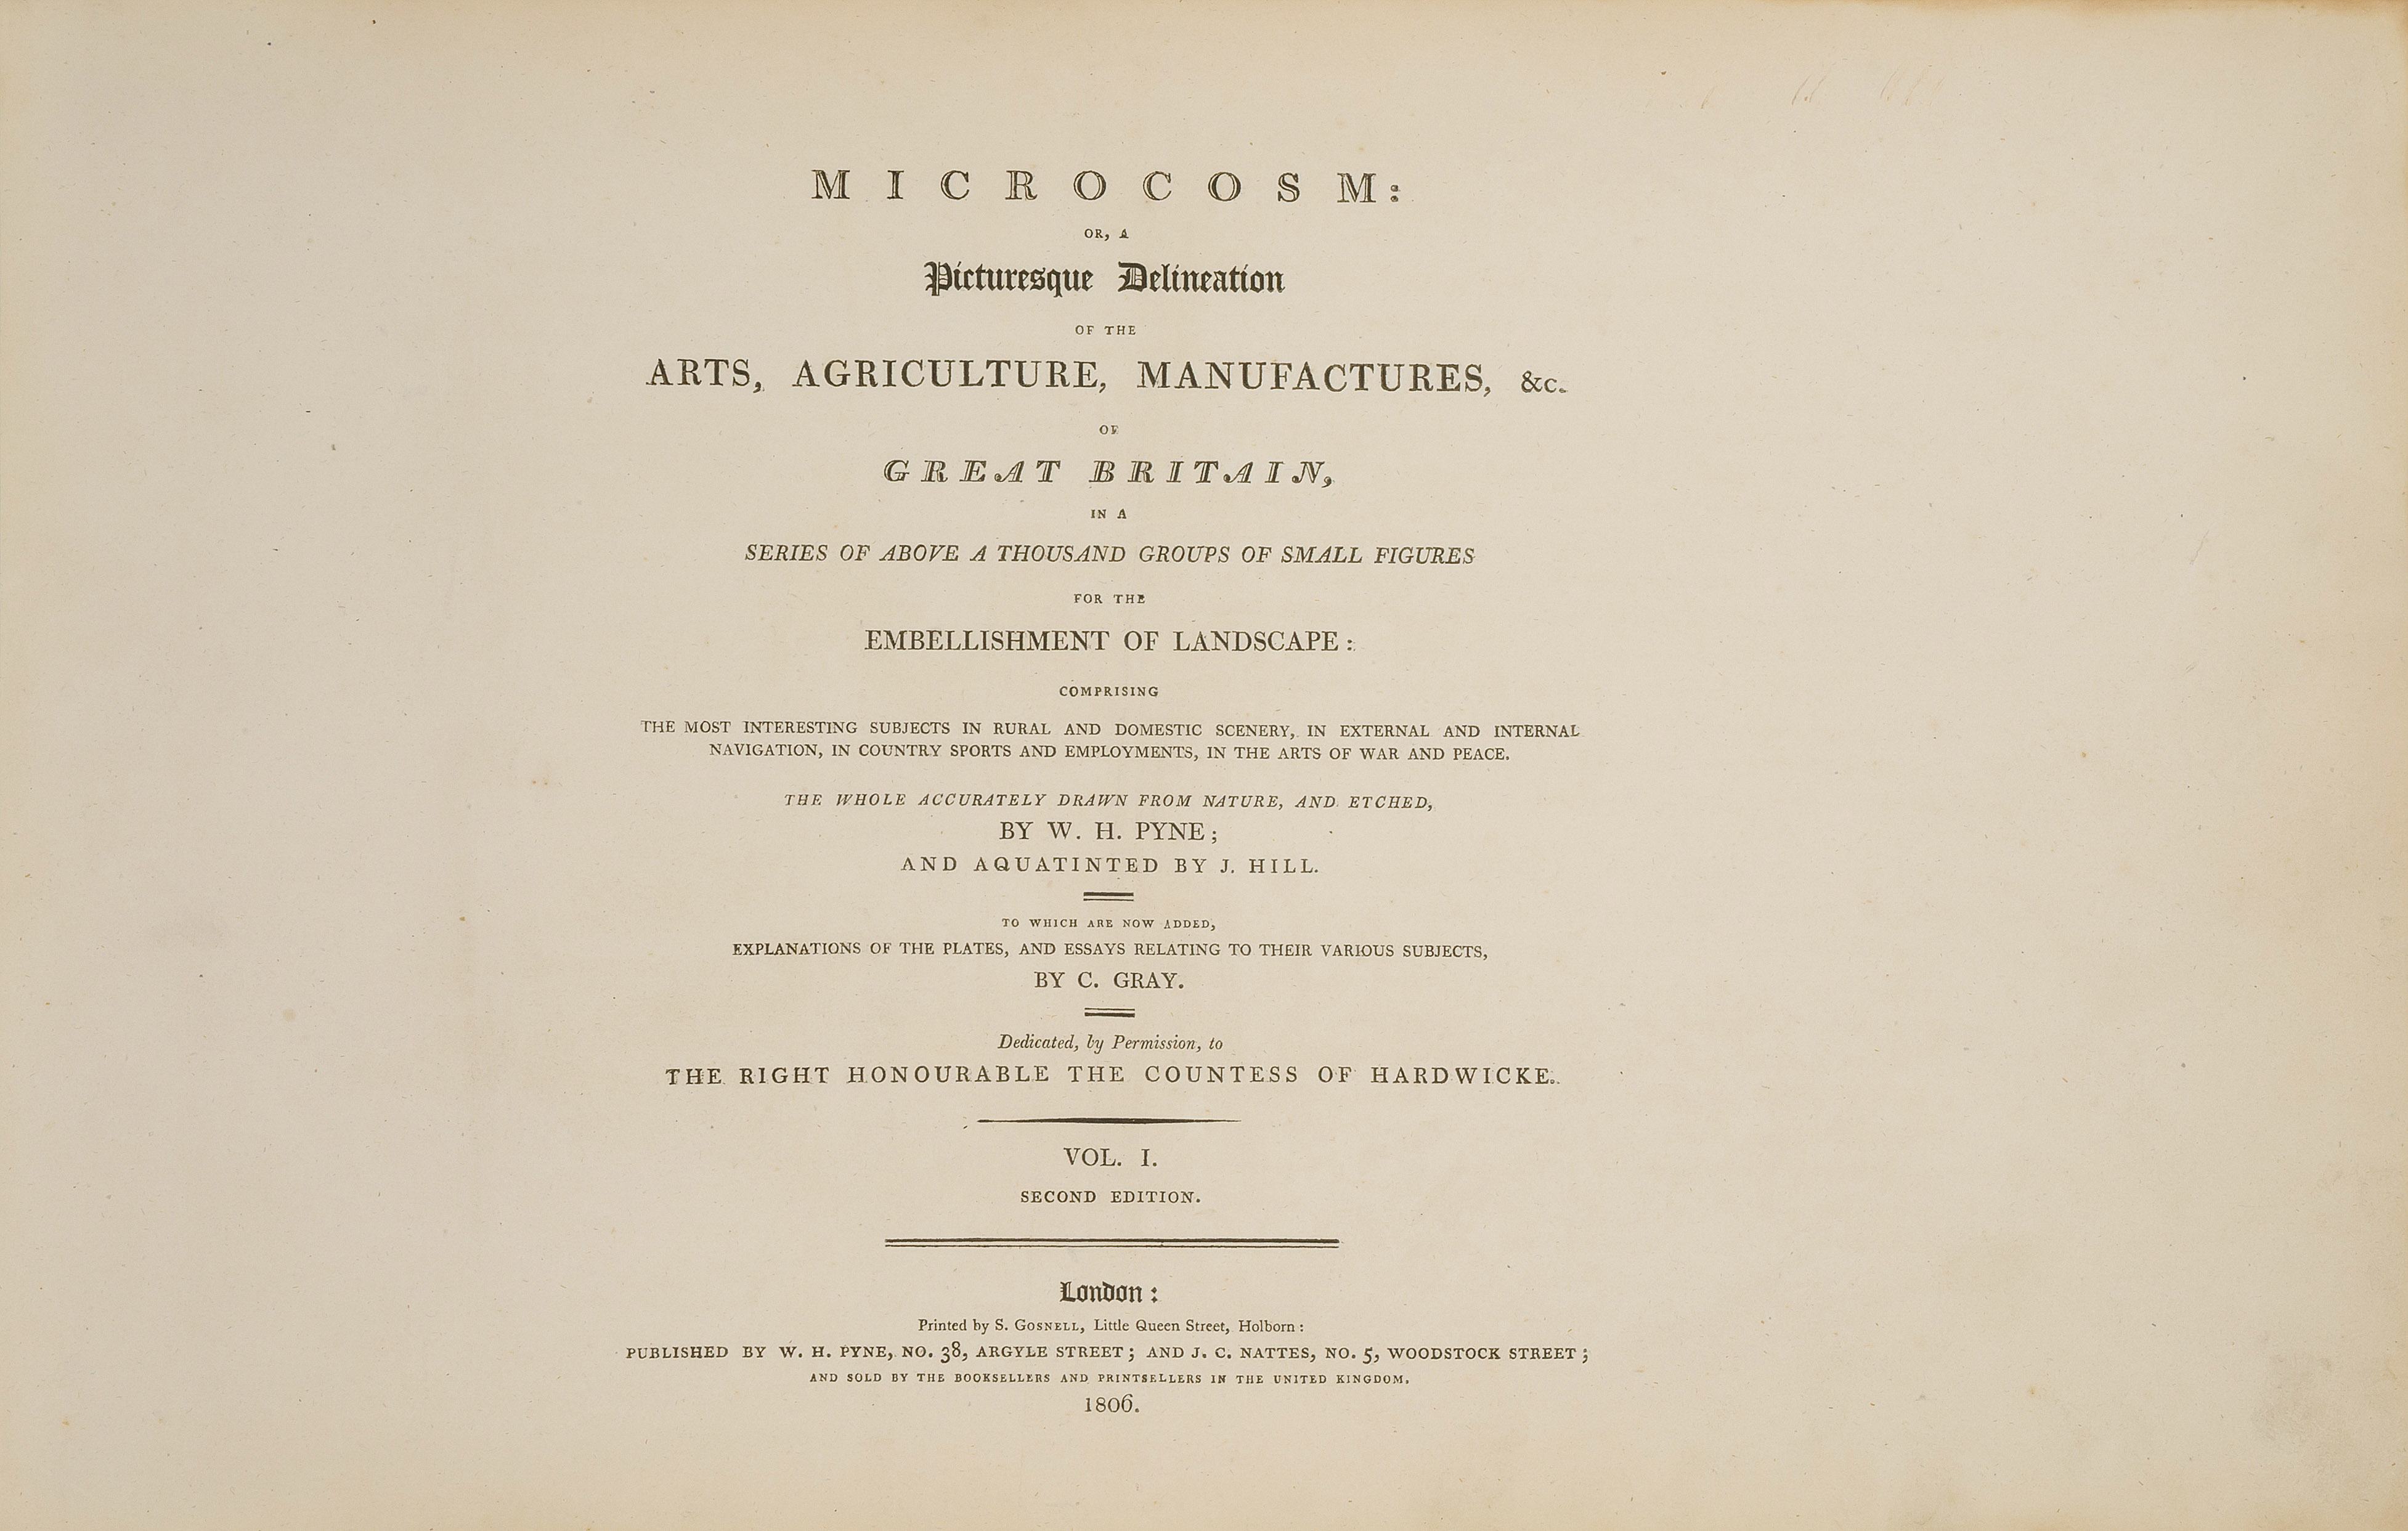 MICROCOSM:
OR, A
Picturesque Delineation
OF THE
ARTS, AGRICULTURE, MANUFACTURES, &c.
OF
GREAT BRITAIN,
IN A
SERIES OF ABOVE A THOUSAND GROUPS OF SMALL FIGURES
FOR THE
EMBELLISHMENT OF LANDSCAPE:
COMPRISING
THE MOST INTERESTING SUBJECTS IN RURAL AND DOMESTIC SCENERY, IN EXTERNAL AND INTERNAL
NAVIGATION, IN COUNTRY SPORTS AND EMPLOYMENTS, IN THE ARTS OF WAR AND PEACE.
THE WHOLE ACCURATELY DRAWN FROM NATURE, AND ETCHED,
BY W. H. PYNE;
AND AQUATINTED BY J. HILL.
TO WHICH ARE NOW ADDED,
EXPLANATIONS OF THE PLATES, AND ESSAYS RELATING TO THEIR VARIOUS SUBJECTS,
BY C. GRAY.
Dedicated, by Permission, to
THE RIGHT HONOURABLE THE COUNTESS OF HARDWICKE.
VOL. I.
SECOND EDITION.
London:
Printed by S. GOSNELL, Little Queen Street, Holborn:
PUBLISHED BY W. H. PYNE, NO. 38, ARGYLE STREET; AND J. C. NATTES, NO. 5, WOODSTOCK STREET;
AND SOLD BY THE BOOKSELLERS AND PRINTSELLERS IN THE UNITED KINGDOM.
1806.